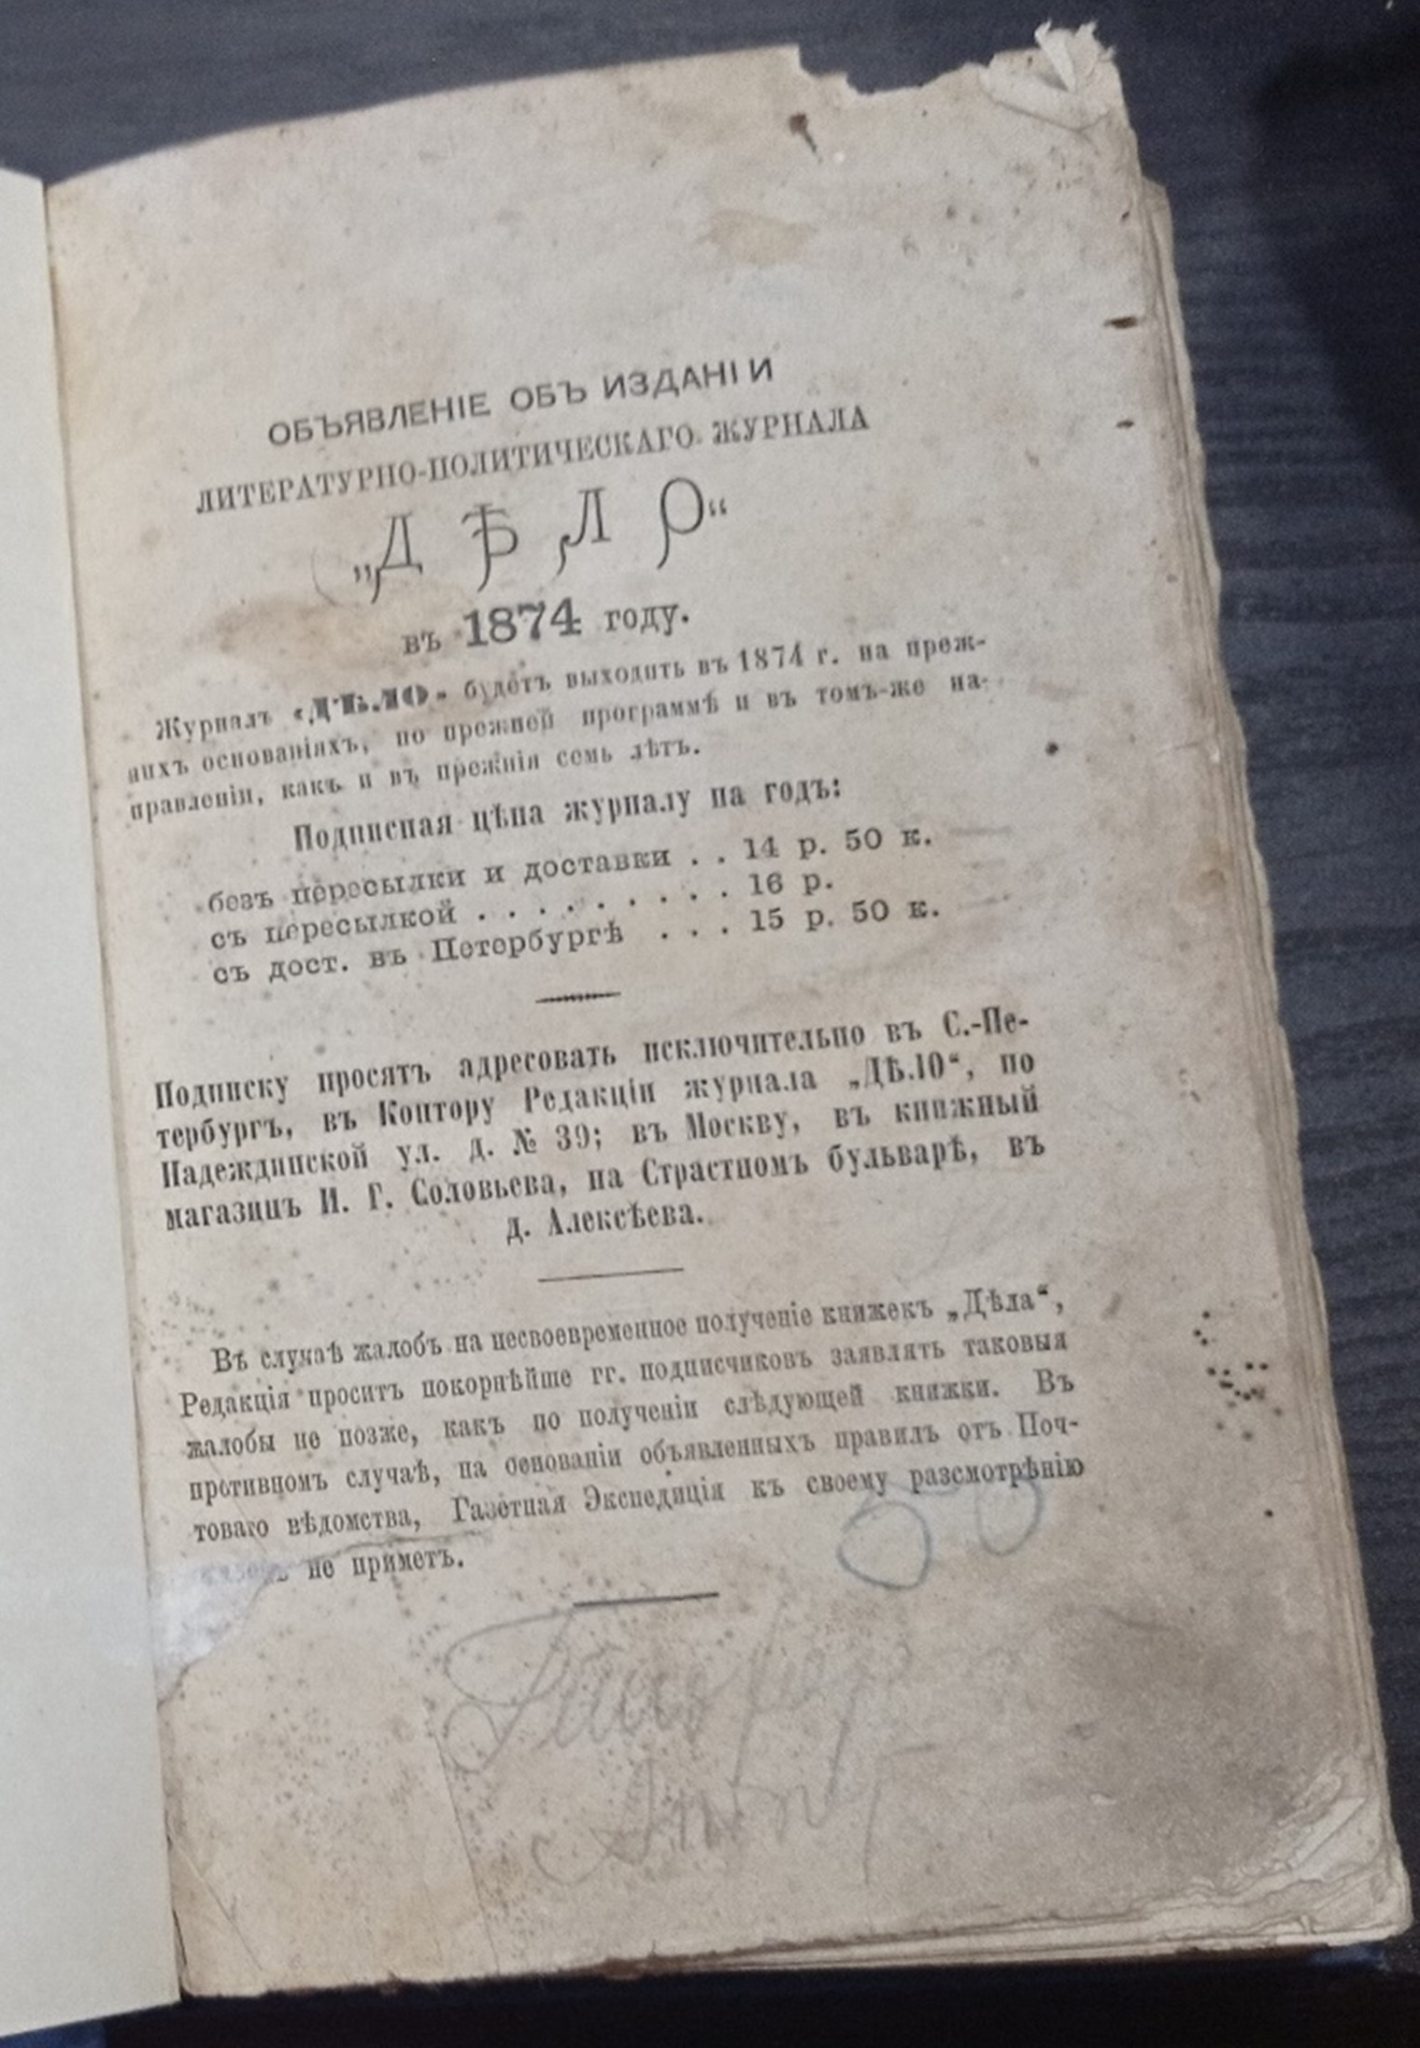 ОБЪЯВЛЕНІЕ ОБЪ ИЗДАНІИ
ЛИТЕРАТУРНО-ПОЛИТИЧЕСКАГО ЖУРНАЛА
„ДѢЛО“
въ 1874 году.
Журналъ «ДѢЛО» будетъ выходить въ 1874 г. на преж-
нихъ основаніяхъ, по прежней программѣ и въ томъ-же на-
правленіи, какъ и въ прежнія семь лѣтъ.
Подписная цѣна журналу на годъ:
безъ пересылки и доставки . . 14 р. 50 к.
съ пересылкой . . . . . . . . . 16 р.
съ дост. въ Петербургѣ . . . 15 р. 50 к.
Подписку просятъ адресовать исключительно въ С.-Пе-
тербургъ, въ Контору Редакціи журнала „ДѢЛО“, по
Надеждинской ул. д. № 39; въ Москву, въ книжный
магазинъ И. Г. Соловьева, на Страстномъ бульварѣ, въ
д. Алексѣева.
Въ случаѣ жалобъ на несвоевременное полученіе книжекъ „Дѣла“,
Редакція проситъ покорнѣйше гг. подписчиковъ заявлять таковыя
жалобы не позже, какъ по полученіи слѣдующей книжки. Въ
противномъ случаѣ, на основаніи объявленныхъ правилъ отъ Поч-
товаго вѣдомства, Газетная Экспедиція къ своему разсмотрѣнію
не приметъ.